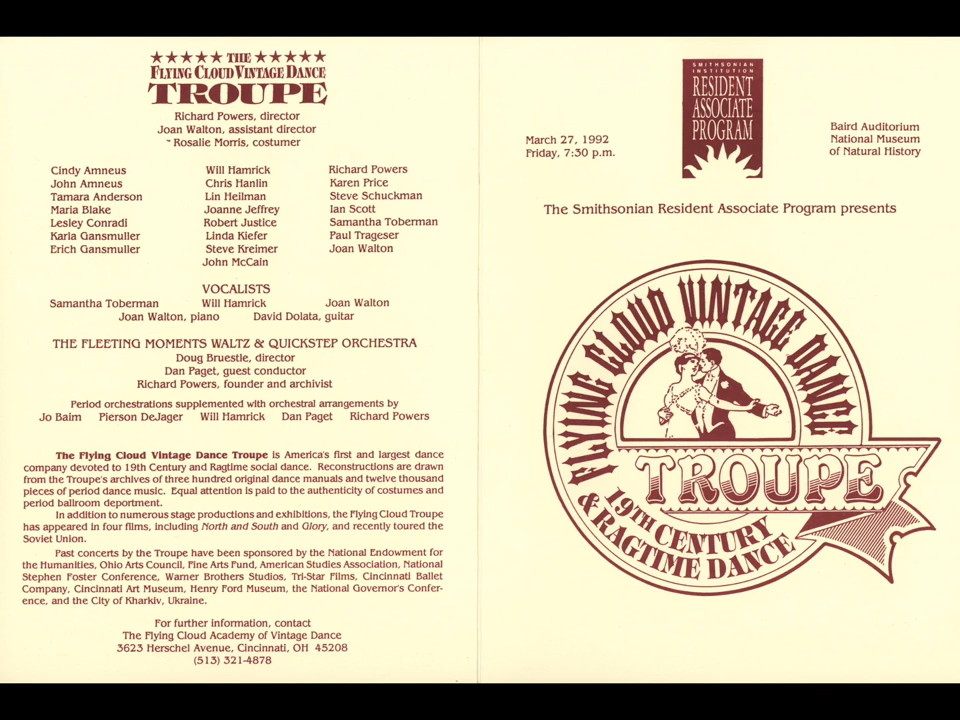 ★★★★★ THE ★★★★★
FLYING CLOUD VINTAGE DANCE
TROUPE
Richard Powers, director
Joan Walton, assistant director
Rosalie Morris, costumer
Cindy Amneus
John Amneus
Tamara Anderson
Maria Blake
Lesley Conradi
Karla Gansmuller
Erich Gansmuller
Will Hamrick
Chris Hanlin
Lin Heilman
Joanne Jeffrey
Robert Justice
Linda Kiefer
Steve Kreimer
John McCain
Richard Powers
Karen Price
Steve Schuckman
Ian Scott
Samantha Toberman
Paul Trageser
Joan Walton
VOCALISTS
Samantha Toberman Will Hamrick Joan Walton
Joan Walton, piano David Dolata, guitar
THE FLEETING MOMENTS WALTZ & QUICKSTEP ORCHESTRA
Doug Bruestle, director
Dan Paget, guest conductor
Richard Powers, founder and archivist
Period orchestrations supplemented with orchestral arrangements by
Jo Baim Pierson DeJager Will Hamrick Dan Paget Richard Powers
The Flying Cloud Vintage Dance Troupe is America's first and largest dance
company devoted to 19th Century and Ragtime social dance. Reconstructions are drawn
from the Troupe's archives of three hundred original dance manuals and twelve thousand
pieces of period dance music. Equal attention is paid to the authenticity of costumes and
period ballroom deportment.
In addition to numerous stage productions and exhibitions, the Flying Cloud Troupe
has appeared in four films, including North and South and Glory, and recently toured the
Soviet Union.
Past concerts by the Troupe have been sponsored by the National Endowment for
the Humanities, Ohio Arts Council, Fine Arts Fund, American Studies Association, National
Stephen Foster Conference, Warner Brothers Studios, Tri-Star Films, Cincinnati Ballet
Company, Cincinnati Art Museum, Henry Ford Museum, the National Governor's Confer-
ence, and the City of Kharkiv, Ukraine.
For further information, contact
The Flying Cloud Academy of Vintage Dance
3623 Herschel Avenue, Cincinnati, OH 45208
(513) 321-4878
SMITHSONIAN
INSTITUTION
RESIDENT
ASSOCIATE
PROGRAM
March 27, 1992
Friday, 7:30 p.m.
Baird Auditorium
National Museum
of Natural History
The Smithsonian Resident Associate Program presents
FLYING CLOUD VINTAGE DANCE
TROUPE
19TH CENTURY
& RAGTIME DANCE